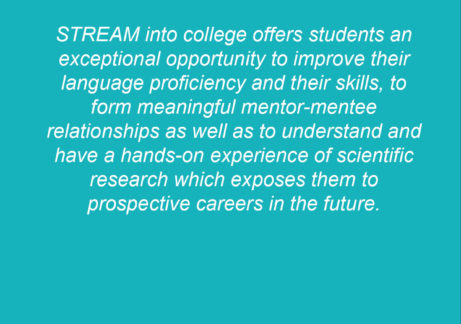 STREAM into college offers students an
exceptional opportunity to improve their
language proficiency and their skills, to
form meaningful mentor-mentee
relationships as well as to understand and
have a hands-on experience of scientific
research which exposes them to
prospective careers in the future.